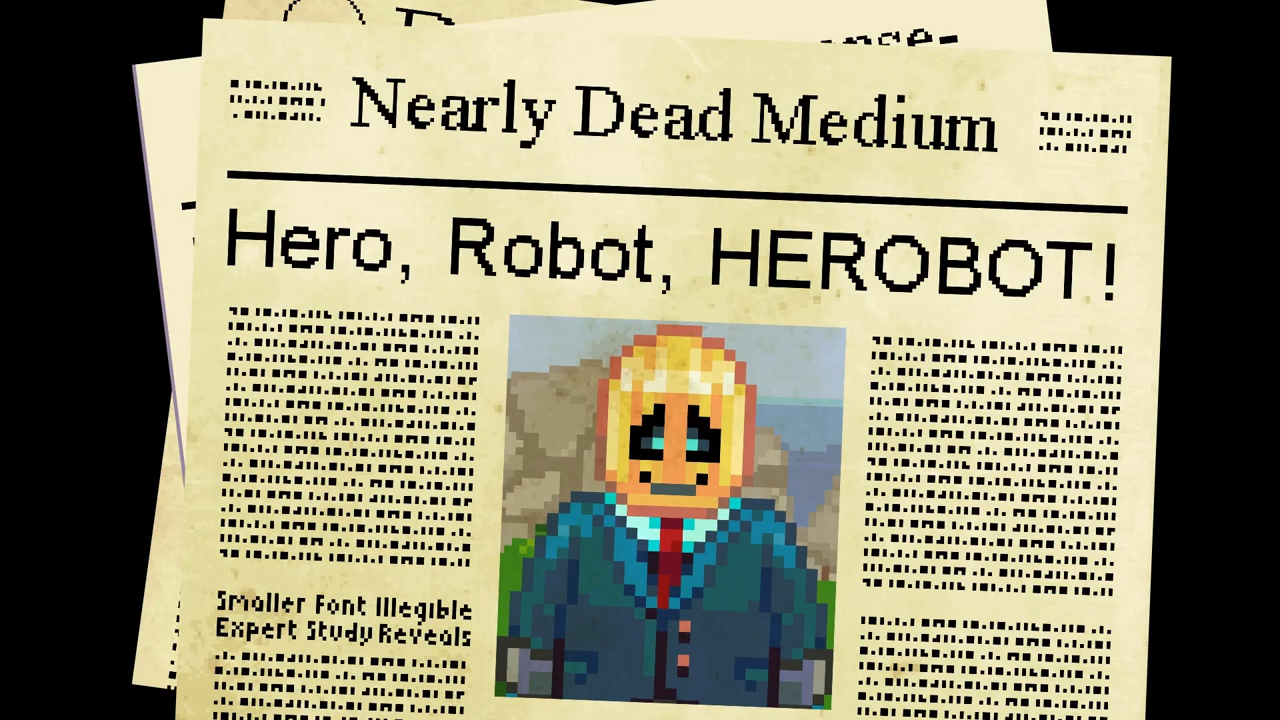 Nearly Dead Medium
Hero, Robot, HEROBOT!
Smaller Font Illegible
Expert Study Reveals